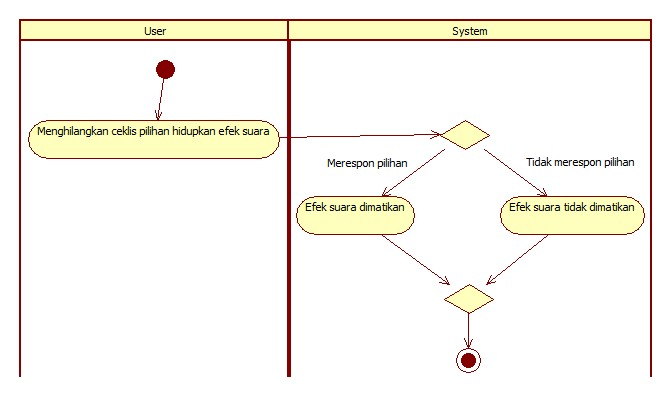 User
System
Menghilangkan ceklis pilihan hidupkan efek suara
Merespon pilihan
Tidak merespon pilihan
Efek suara dimatikan
Efek suara tidak dimatikan